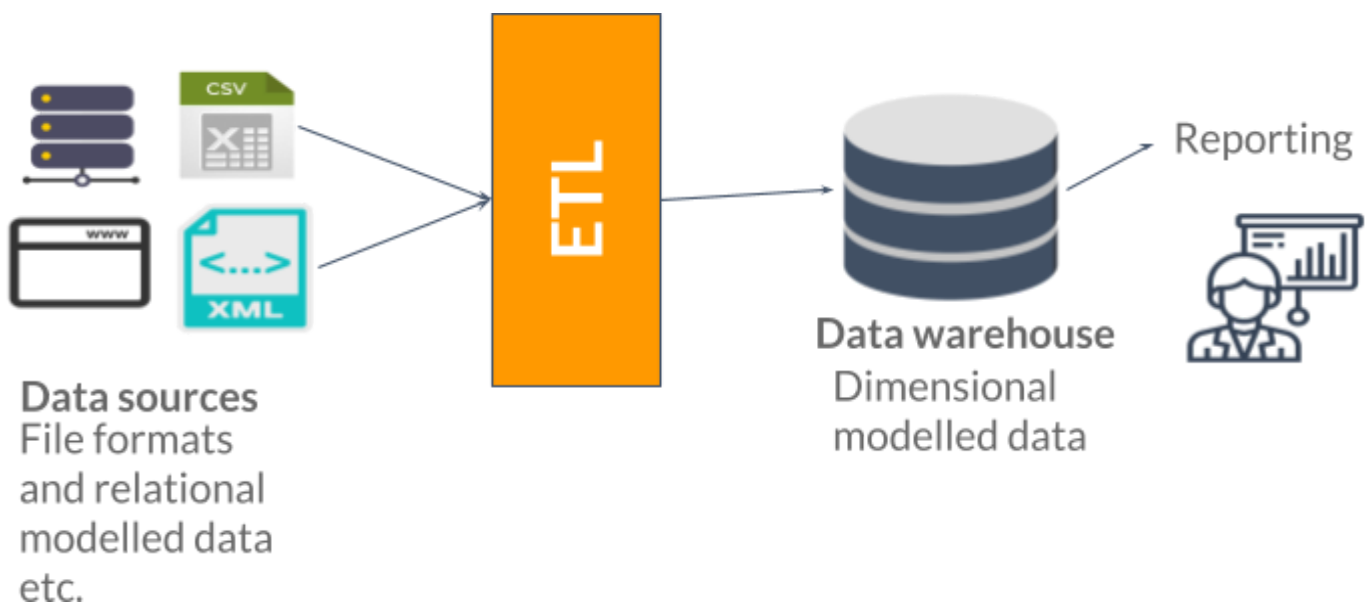 CSV
www
<...>
XML
Data sources
File formats
and relational
modelled data
etc.
ETL
Data warehouse
Dimensional
modelled data
Reporting